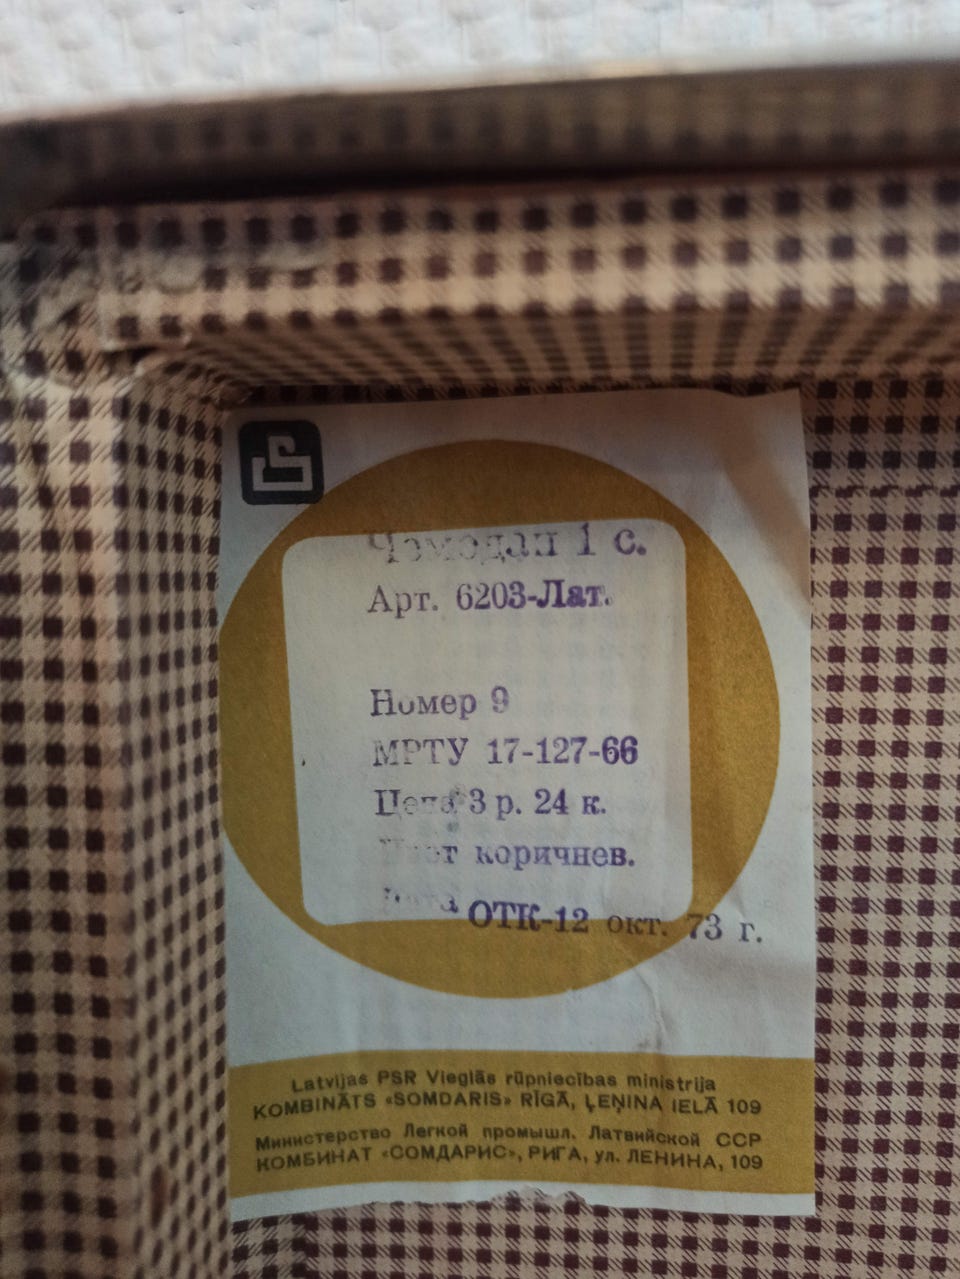 Чемодан 1 с.
Арт. 6203-Лат.
Номер 9
МРТУ 17-127-66
Цена 3 р. 24 к.
Цвет коричнев.
Дата ОТК-12 окт. 73 г.
Latvijas PSR Vieglās rūpniecības ministrija
KOMBINĀTS «SOMDARIS» RĪGĀ, ĻEŅINA IELĀ 109
Министерство Легкой промышл. Латвийской ССР
КОМБИНАТ «СОМДАРИС», РИГА, ул. ЛЕНИНА, 109